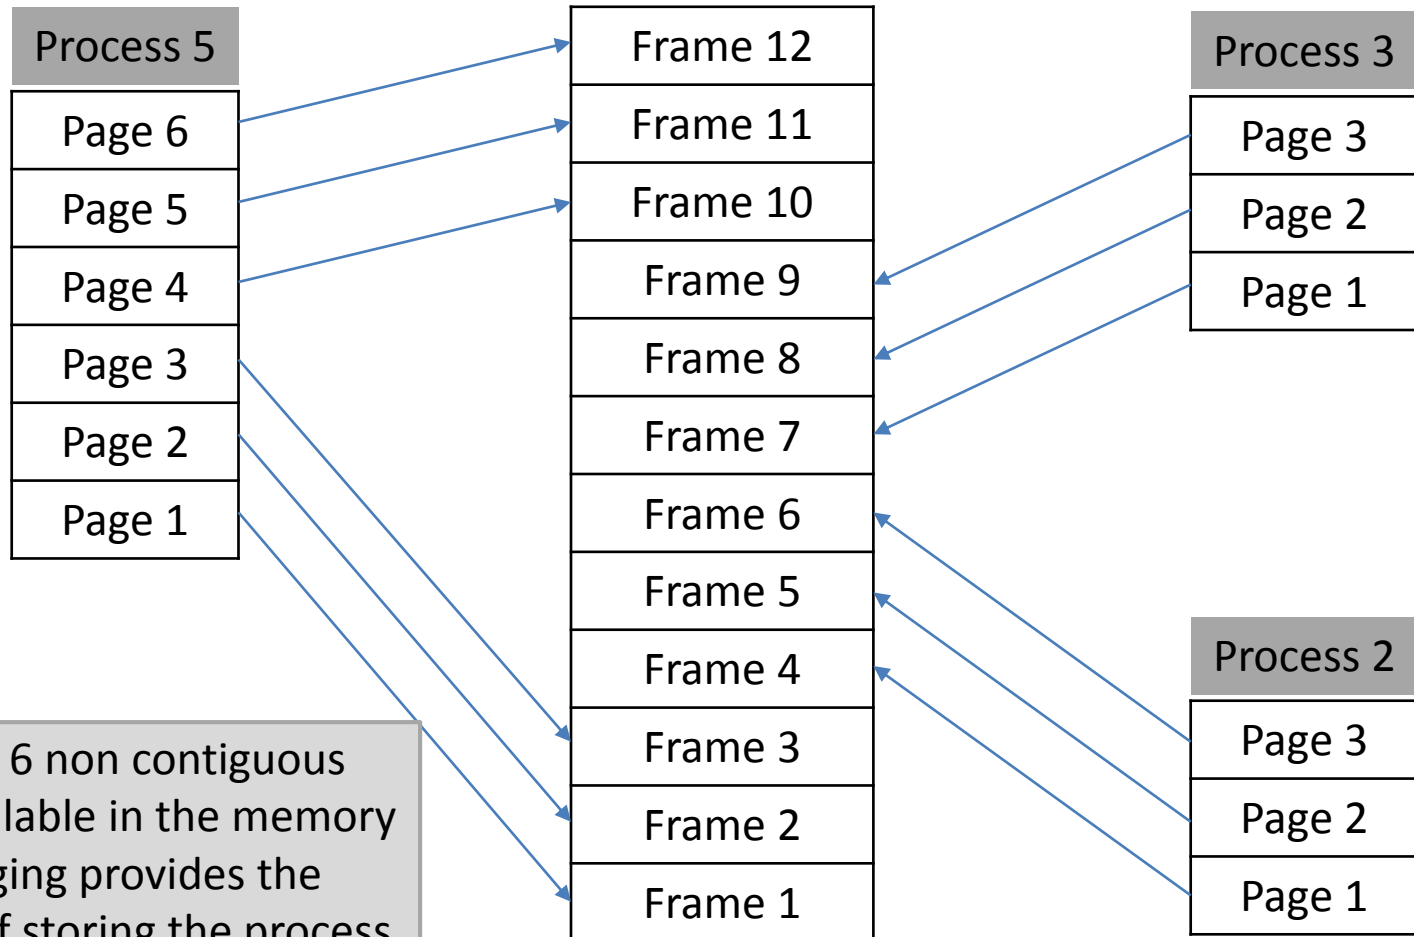 Process 5
Page 6
Page 5
Page 4
Page 3
Page 2
Page 1
Frame 12
Frame 11
Frame 10
Frame 9
Frame 8
Frame 7
Frame 6
Frame 5
Frame 4
Frame 3
Frame 2
Frame 1
Process 3
Page 3
Page 2
Page 1
Process 2
Page 3
Page 2
Page 1
6 non contiguous
lable in the memory
ging provides the
f storing the process